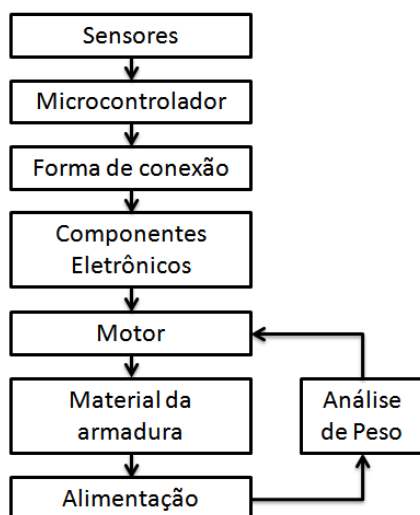 Sensores
Microcontrolador
Forma de conexão
Componentes
Eletrônicos
Motor
Material da
armadura
Análise
de Peso
Alimentação